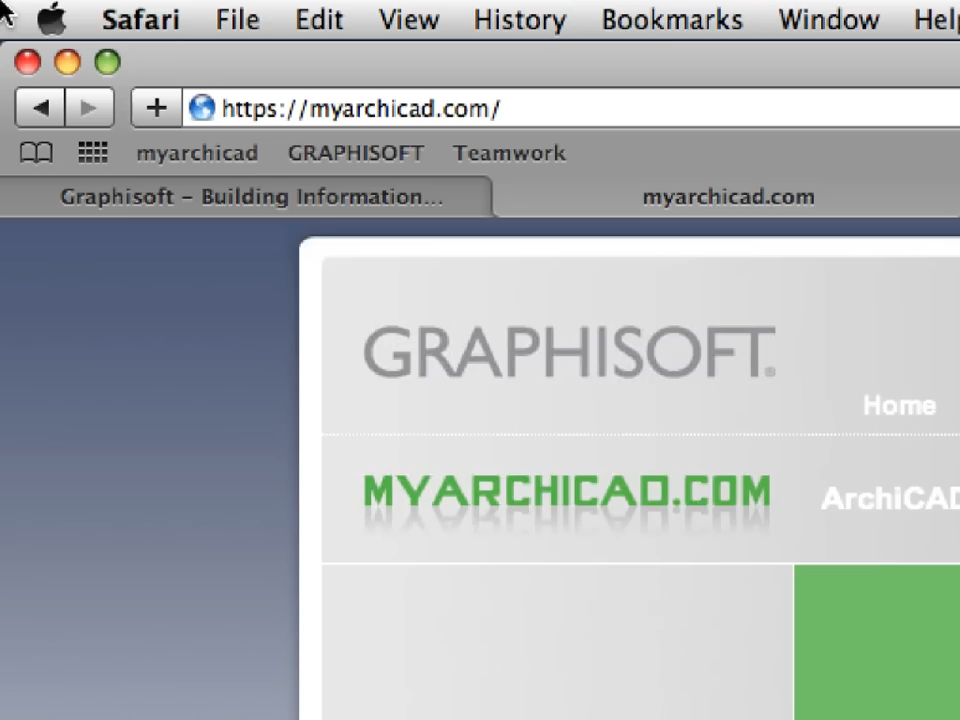 Safari File Edit View History Bookmarks Window
https://myarchicad.com/
myarchicad GRAPHISOFT Teamwork
Graphisoft – Building Information... myarchicad.com
GRAPHISOFT®
Home
MYARCHICAD.COM ArchiCAD